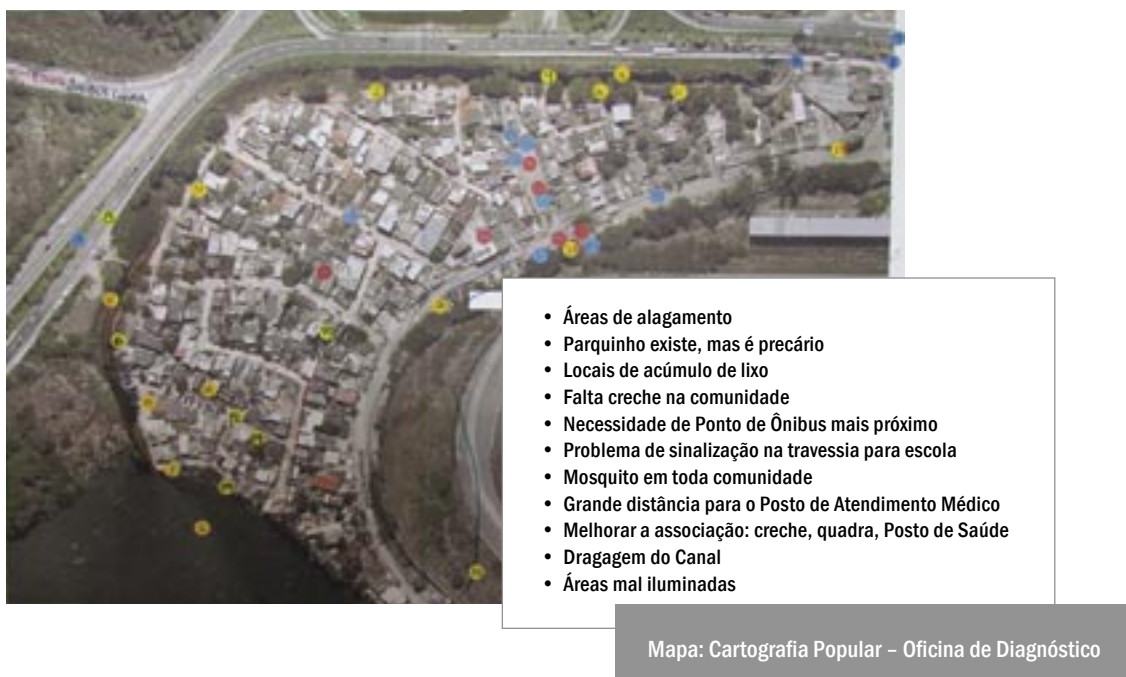 • Áreas de alagamento
• Parquinho existe, mas é precário
• Locais de acúmulo de lixo
• Falta creche na comunidade
• Necessidade de Ponto de Ônibus mais próximo
• Problema de sinalização na travessia para escola
• Mosquito em toda comunidade
• Grande distância para o Posto de Atendimento Médico
• Melhorar a associação: creche, quadra, Posto de Saúde
• Dragagem do Canal
• Áreas mal iluminadas
Mapa: Cartografia Popular – Oficina de Diagnóstico